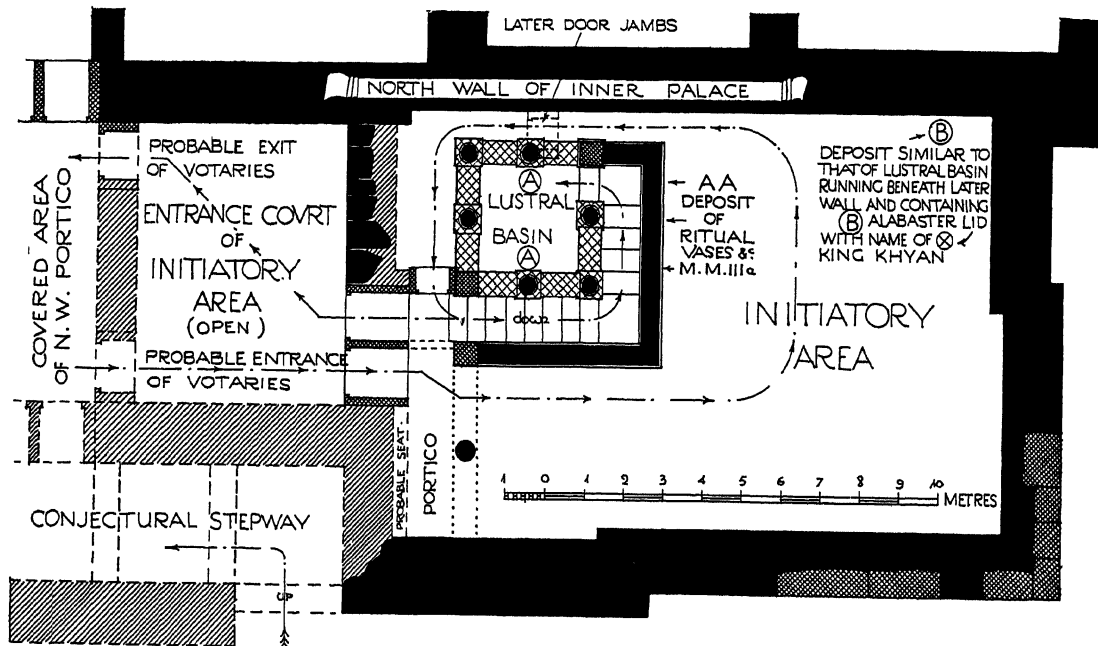 LATER DOOR JAMBS
NORTH WALL OF INNER PALACE
PROBABLE EXIT
OF VOTARIES
COVERED AREA
OF N.W. PORTICO
ENTRANCE COVRT
OF
INITIATORY
AREA
(OPEN)
PROBABLE ENTRANCE
OF VOTARIES
A
LUSTRAL
BASIN
A
down
AA
DEPOSIT
OF
RITUAL
VASES &c
M.M.IIIa
B
DEPOSIT SIMILAR TO
THAT OF LUSTRAL BASIN
RUNNING BENEATH LATER
WALL AND CONTAINING
B ALABASTER LID
WITH NAME OF
KING KHYAN
INITIATORY
AREA
PROBABLE SEAT
PORTICO
1 0 1 2 3 4 5 6 7 8 9 10 METRES
CONJECTURAL STEPWAY
UP